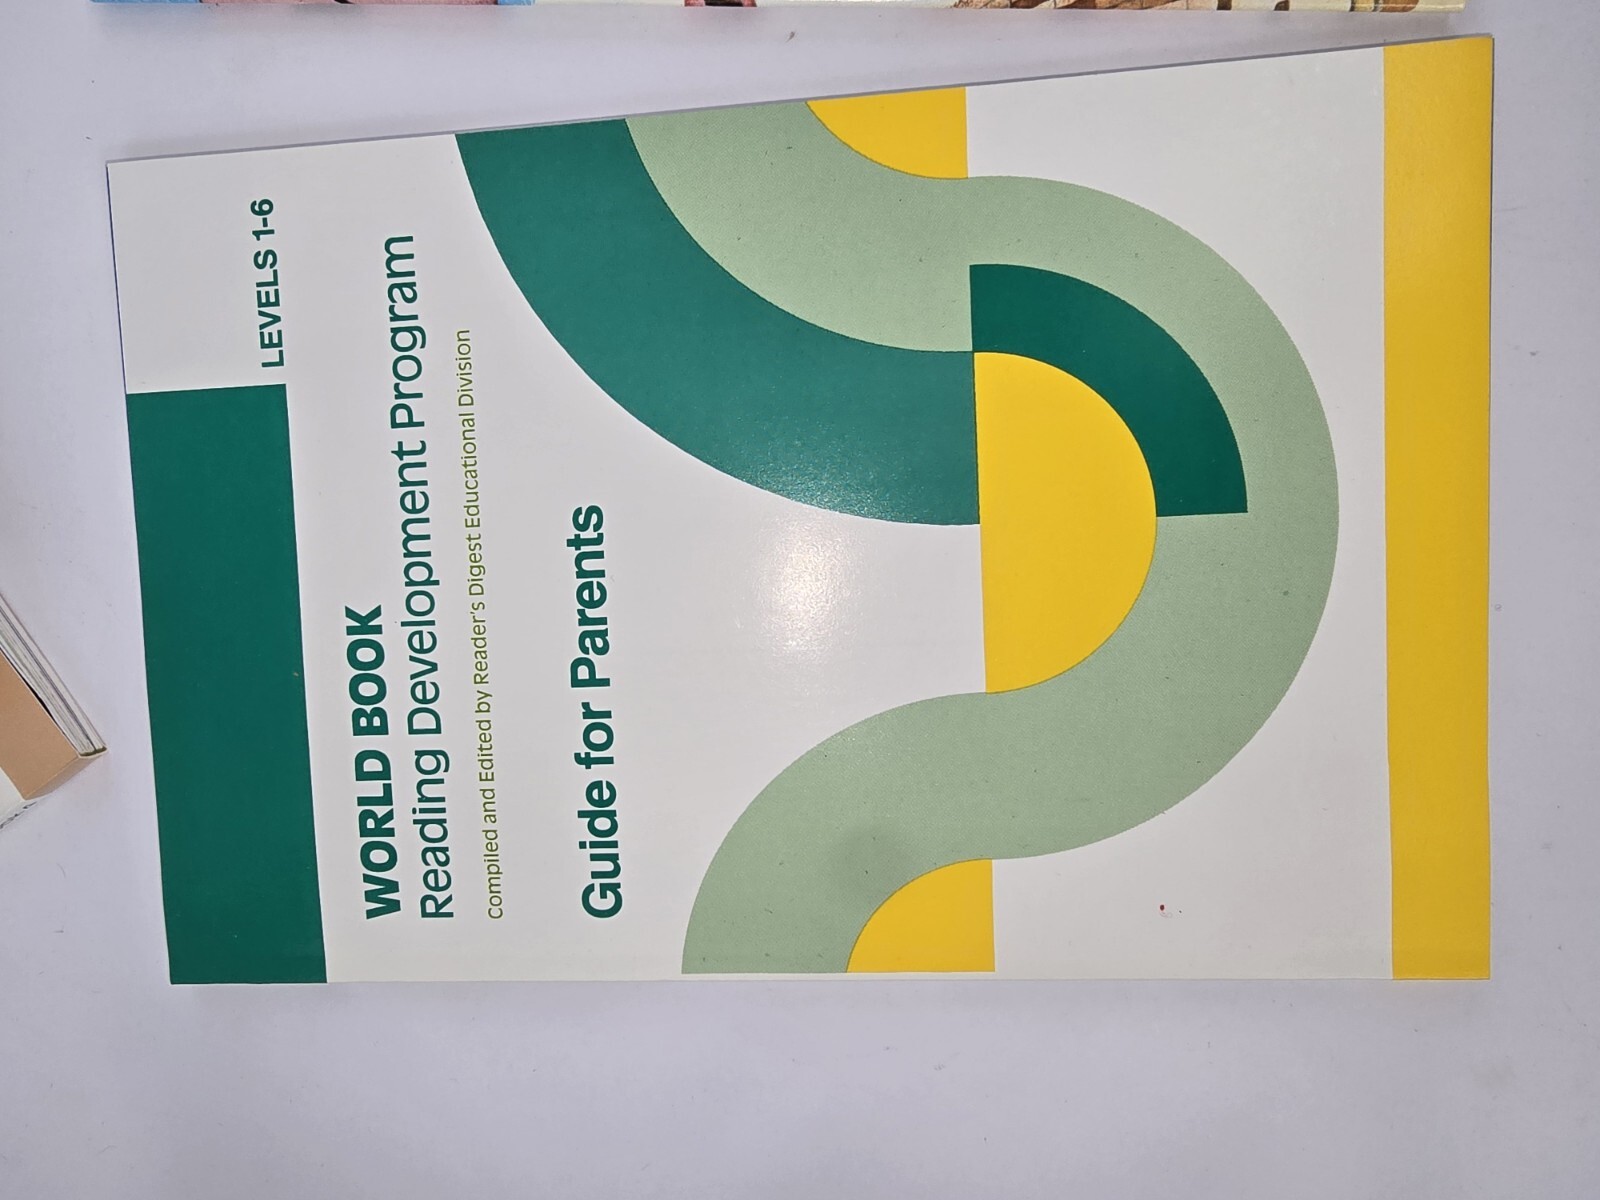 LEVELS 1-6
WORLD BOOK
Reading Development Program
Compiled and Edited by Reader's Digest Educational Division
Guide for Parents